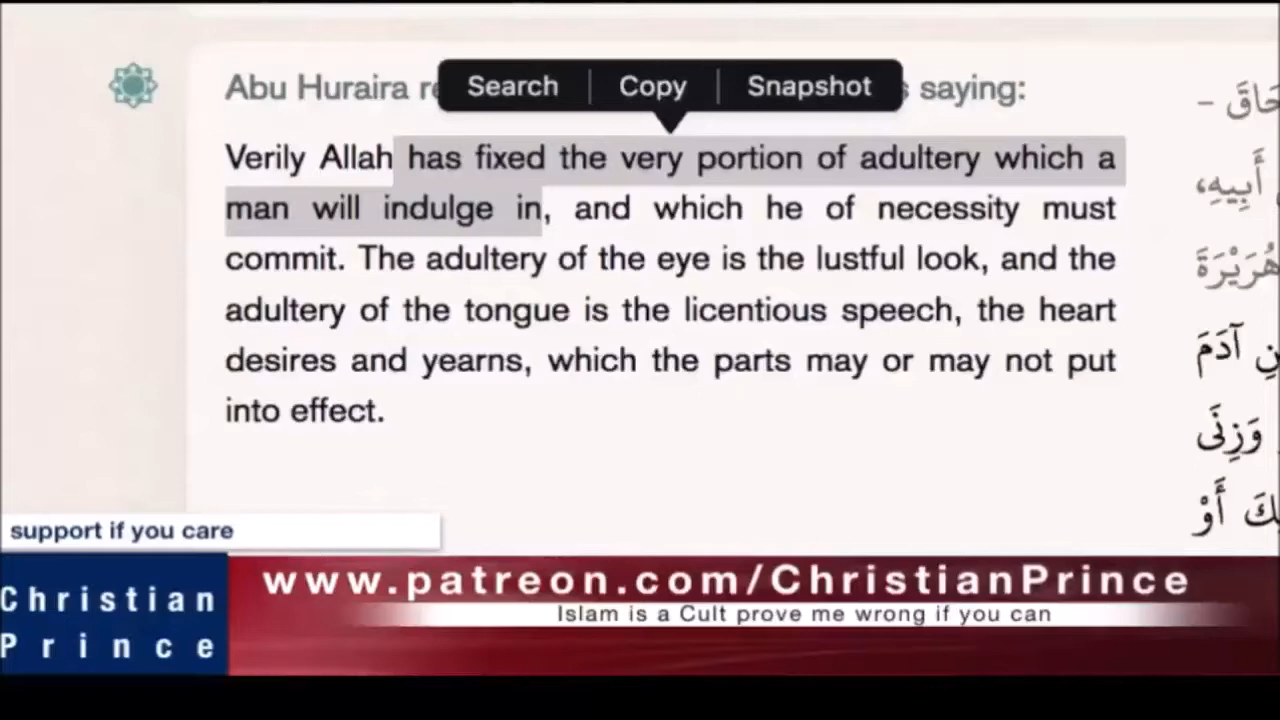 Search Copy Snapshot
Abu Huraira saying:
Verily Allah has fixed the very portion of adultery which a
man will indulge in, and which he of necessity must
commit. The adultery of the eye is the lustful look, and the
adultery of the tongue is the licentious speech, the heart
desires and yearns, which the parts may or may not put
into effect.
أَبِيهِ،
هُرَيْرَةَ
آدَمَ
وَزِنَى
أَوْ
support if you care
Christian
Prince
www.patreon.com/ChristianPrince
Islam is a Cult prove me wrong if you can